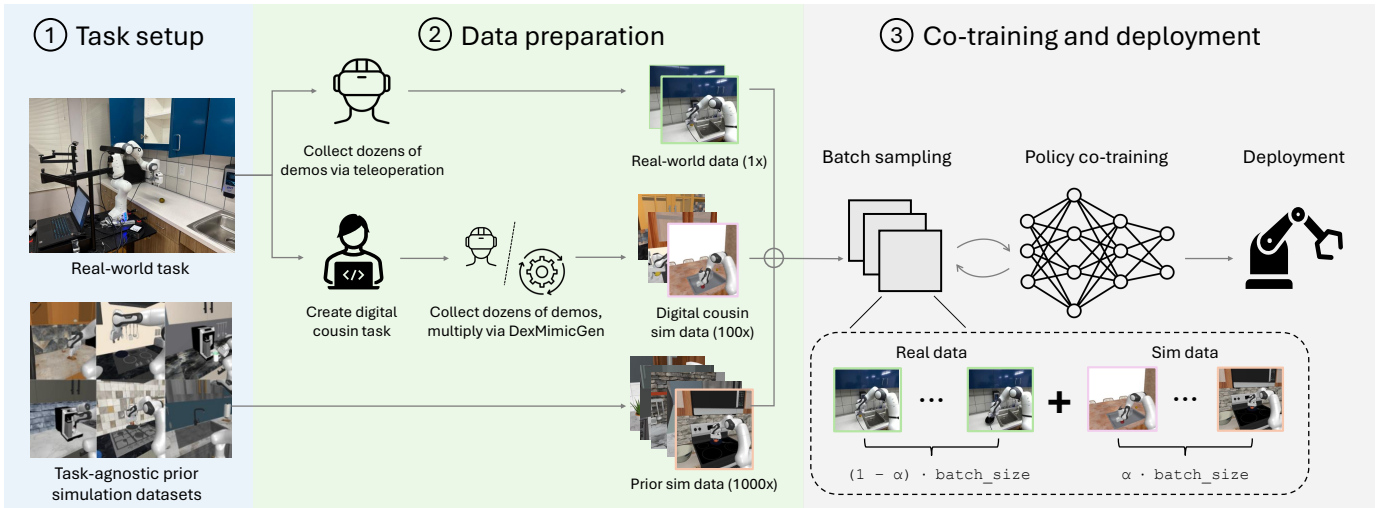 1 Task setup
Real-world task
Task-agnostic prior
simulation datasets
2 Data preparation
Collect dozens of
demos via teleoperation
Real-world data (1x)
</>
Create digital
cousin task
Collect dozens of demos,
multiply via DexMimicGen
Digital cousin
sim data (100x)
Prior sim data (1000x)
3 Co-training and deployment
Batch sampling
Policy co-training
Deployment
Real data
Sim data
... + ...
(1 - α) · batch_size
α · batch_size